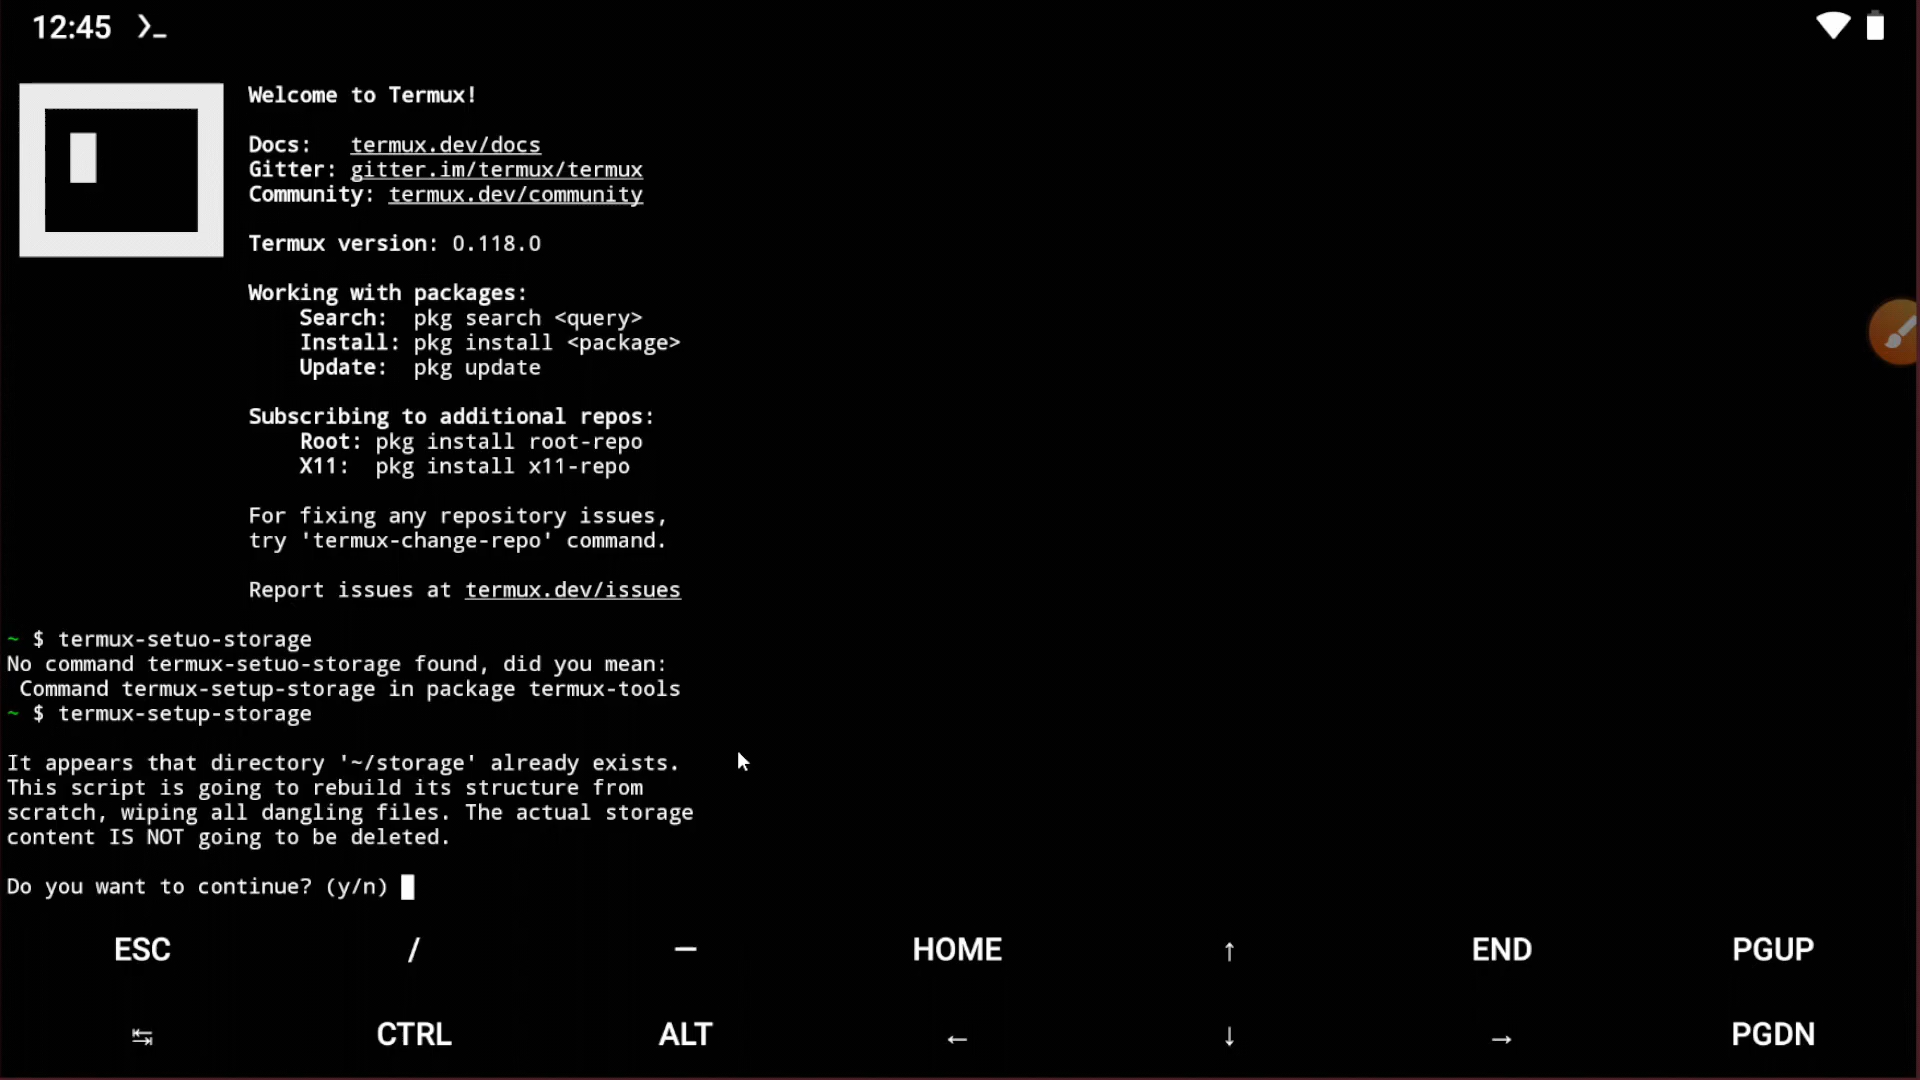 12:45
Welcome to Termux!
Docs: termux.dev/docs
Gitter: gitter.im/termux/termux
Community: termux.dev/community
Termux version: 0.118.0
Working with packages:
Search: pkg search <query>
Install: pkg install <package>
Update: pkg update
Subscribing to additional repos:
Root: pkg install root-repo
X11: pkg install x11-repo
For fixing any repository issues,
try 'termux-change-repo' command.
Report issues at termux.dev/issues
~ $ termux-setuo-storage
No command termux-setuo-storage found, did you mean:
Command termux-setup-storage in package termux-tools
~ $ termux-setup-storage
It appears that directory '~/storage' already exists.
This script is going to rebuild its structure from
scratch, wiping all dangling files. The actual storage
content IS NOT going to be deleted.
Do you want to continue? (y/n)
ESC / — HOME ↑ END PGUP
↹ CTRL ALT ← ↓ → PGDN